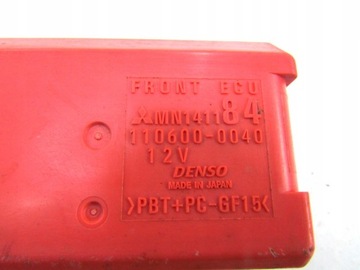 FRONT ECU
MN141184
110600-0040
12V
DENSO
MADE IN JAPAN
>PBT+PC-GF15<